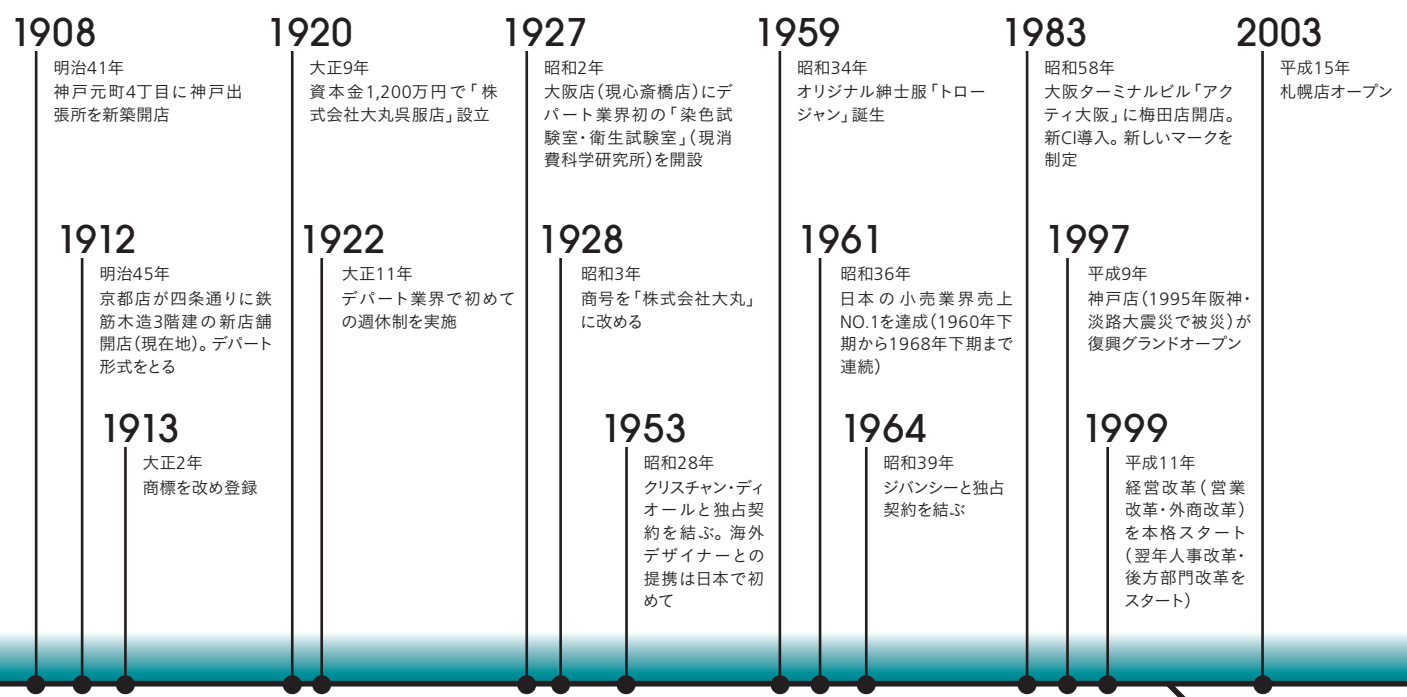 1908
明治41年
神戸元町4丁目に神戸出
張所を新築開店
1912
明治45年
京都店が四条通りに鉄
筋木造3階建の新店舗
開店(現在地)。デパート
形式をとる
1913
大正2年
商標を改め登録
1920
大正9年
資本金1,200万円で「株
式会社大丸呉服店」設立
1922
大正11年
デパート業界で初めて
の週休制を実施
1927
昭和2年
大阪店(現心斎橋店)にデ
パート業界初の「染色試
験室・衛生試験室」(現消
費科学研究所)を開設
1928
昭和3年
商号を「株式会社大丸」
に改める
1953
昭和28年
クリスチャン・ディ
オールと独占契
約を結ぶ。海外
デザイナーとの
提携は日本で初
めて
1959
昭和34年
オリジナル紳士服「トロー
ジャン」誕生
1961
昭和36年
日本の小売業界売上
NO.1を達成(1960年下
期から1968年下期まで
連続)
1964
昭和39年
ジバンシーと独占
契約を結ぶ
1983
昭和58年
大阪ターミナルビル「アク
ティ大阪」に梅田店開店。
新CI導入。新しいマークを
制定
1997
平成9年
神戸店(1995年阪神・
淡路大震災で被災)が
復興グランドオープン
1999
平成11年
経営改革(営業
改革・外商改革)
を本格スタート
(翌年人事改革・
後方部門改革を
スタート)
2003
平成15年
札幌店オープン